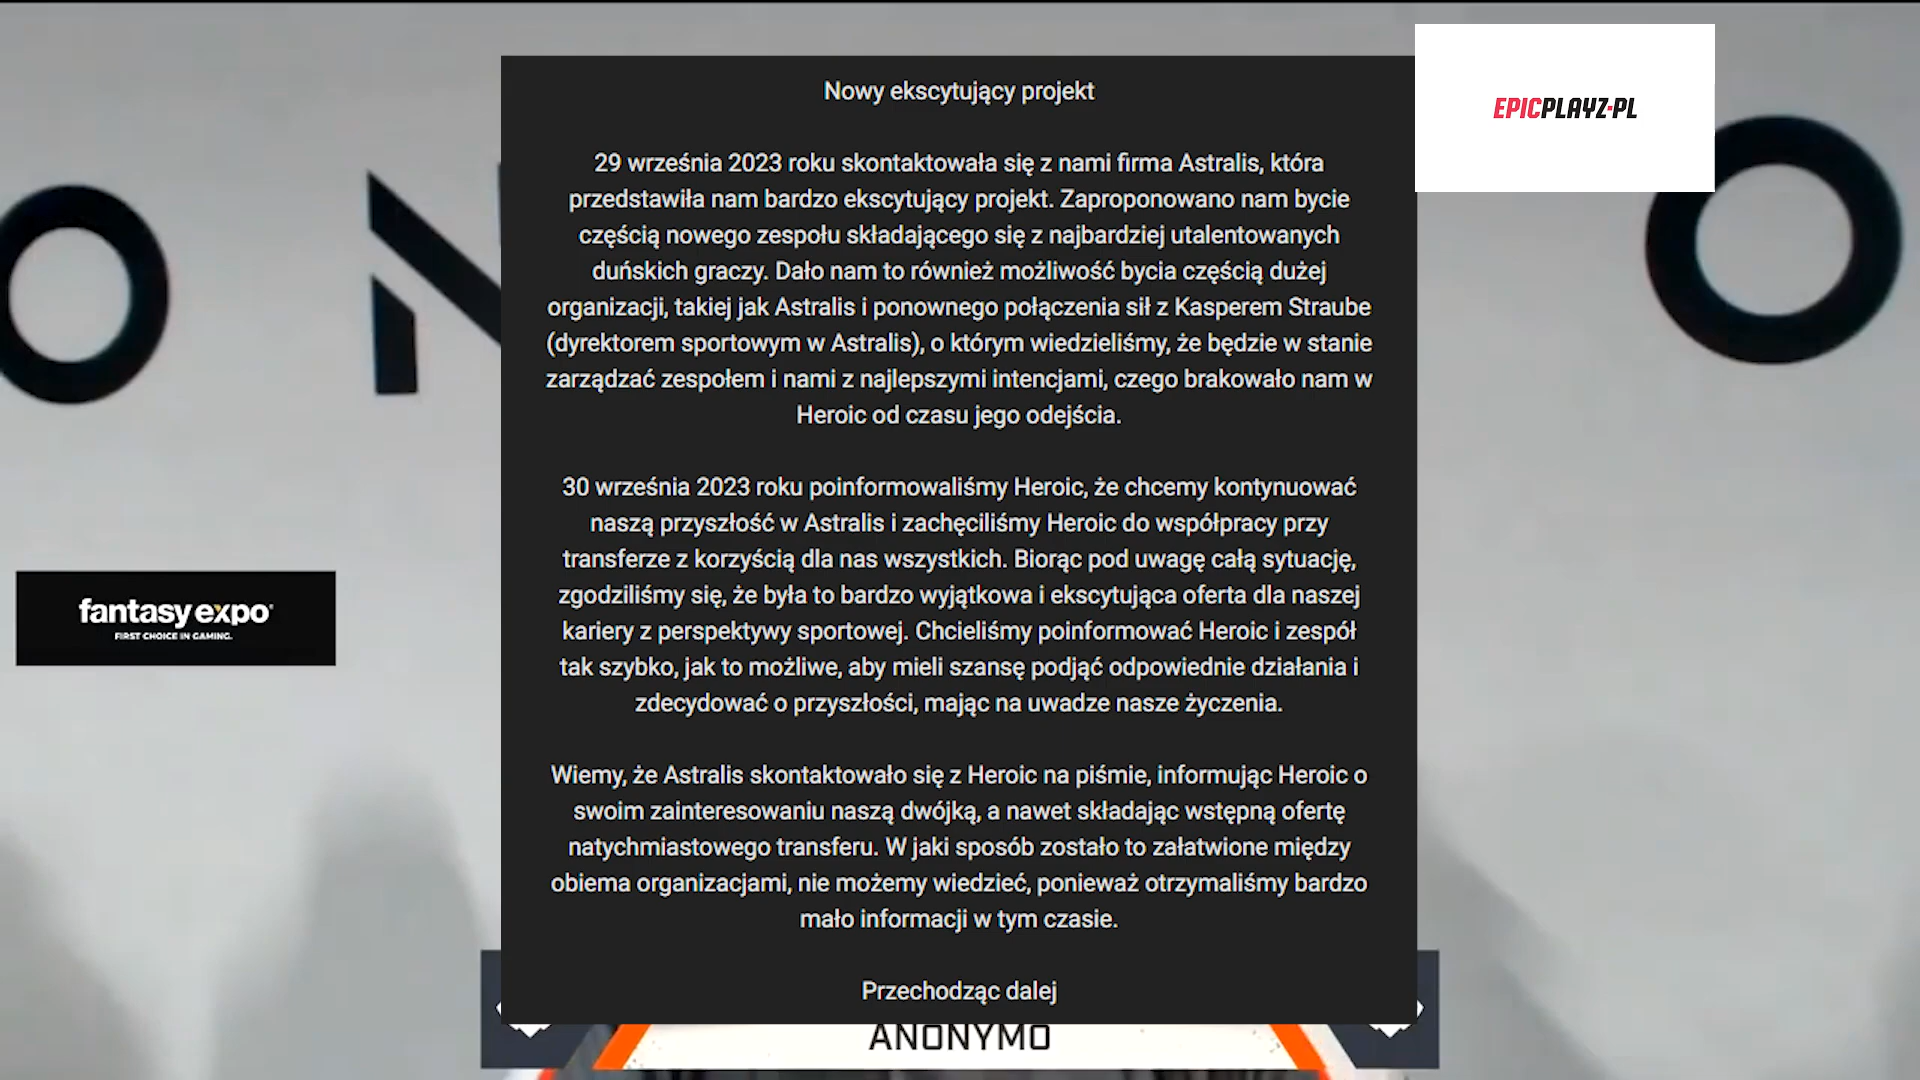 Nowy ekscytujący projekt
29 września 2023 roku skontaktowała się z nami firma Astralis, która
przedstawiła nam bardzo ekscytujący projekt. Zaproponowano nam bycie
częścią nowego zespołu składającego się z najbardziej utalentowanych
duńskich graczy. Dało nam to również możliwość bycia częścią dużej
organizacji, takiej jak Astralis i ponownego połączenia sił z Kasperem Straube
(dyrektorem sportowym w Astralis), o którym wiedzieliśmy, że będzie w stanie
zarządzać zespołem i nami z najlepszymi intencjami, czego brakowało nam w
Heroic od czasu jego odejścia.
30 września 2023 roku poinformowaliśmy Heroic, że chcemy kontynuować
naszą przyszłość w Astralis i zachęciliśmy Heroic do współpracy przy
transferze z korzyścią dla nas wszystkich. Biorąc pod uwagę całą sytuację,
zgodziliśmy się, że była to bardzo wyjątkowa i ekscytująca oferta dla naszej
kariery z perspektywy sportowej. Chcieliśmy poinformować Heroic i zespół
tak szybko, jak to możliwe, aby mieli szansę podjąć odpowiednie działania i
zdecydować o przyszłości, mając na uwadze nasze życzenia.
Wiemy, że Astralis skontaktowało się z Heroic na piśmie, informując Heroic o
swoim zainteresowaniu naszą dwójką, a nawet składając wstępną ofertę
natychmiastowego transferu. W jaki sposób zostało to załatwione między
obiema organizacjami, nie możemy wiedzieć, ponieważ otrzymaliśmy bardzo
mało informacji w tym czasie.
Przechodząc dalej
EPICPLAYZ·PL
O N O
fantasyexpo
FIRST CHOICE IN GAMING.
ANONYMO